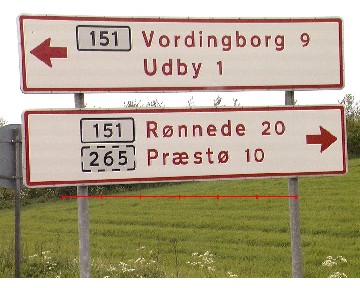 151 Vordingborg 9
Udby 1
151 Rønnede 20
265 Præstø 10